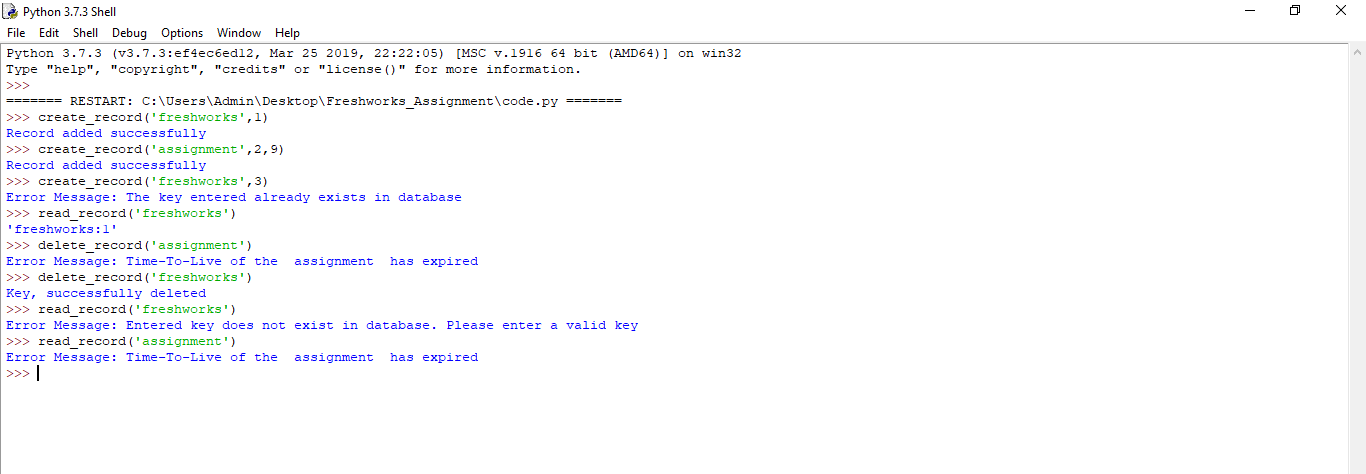 Python 3.7.3 Shell
File Edit Shell Debug Options Window Help
Python 3.7.3 (v3.7.3:ef4ec6ed12, Mar 25 2019, 22:22:05) [MSC v.1916 64 bit (AMD64)] on win32
Type "help", "copyright", "credits" or "license()" for more information.
>>>
======= RESTART: C:\Users\Admin\Desktop\Freshworks_Assignment\code.py =======
>>> create_record('freshworks',1)
Record added successfully
>>> create_record('assignment',2,9)
Record added successfully
>>> create_record('freshworks',3)
Error Message: The key entered already exists in database
>>> read_record('freshworks')
'freshworks:1'
>>> delete_record('assignment')
Error Message: Time-To-Live of the  assignment  has expired
>>> delete_record('freshworks')
Key, successfully deleted
>>> read_record('freshworks')
Error Message: Entered key does not exist in database. Please enter a valid key
>>> read_record('assignment')
Error Message: Time-To-Live of the  assignment  has expired
>>>